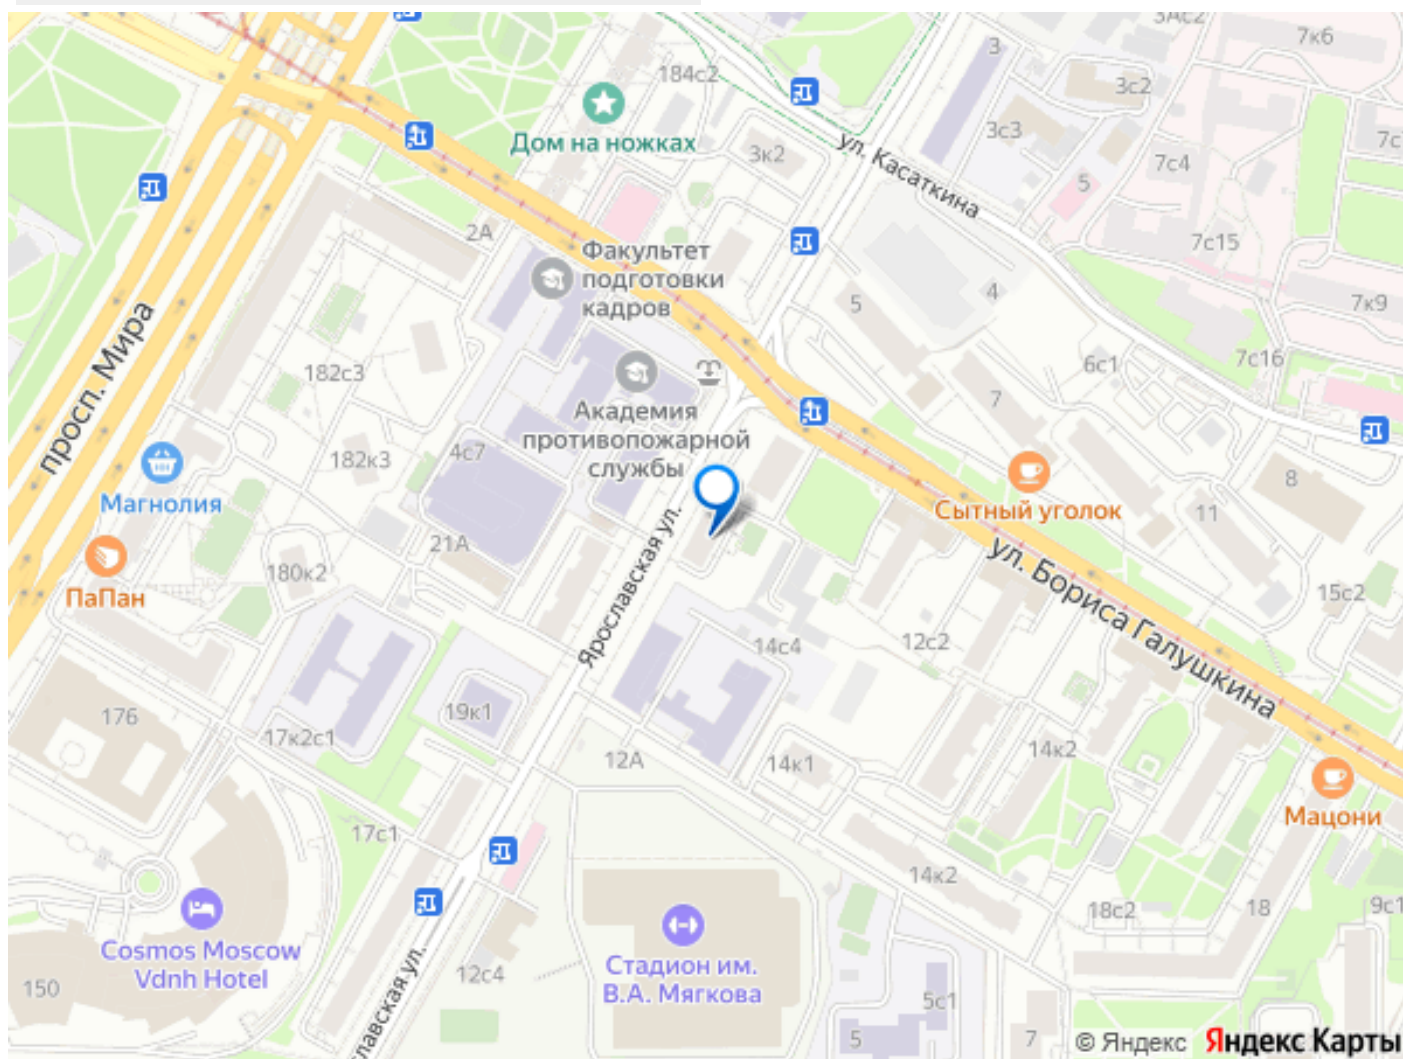 3Ас2
7к6
3
184с2
3с2
Дом на ножках
3с3
7с
3к2
ул. Касаткина
7с4
5
2А
7с15
Факультет
подготовки
кадров
4
5
7к9
просп. Мира
7с16
182с3
6с1
7
Академия
противопожарной
службы
4с7
182к3
Магнолия
8
Сытный уголок
11
21А
180к2
ПаПан
Ярославская ул.
ул. Бориса Галушкина
15с2
14с4
12с2
176
19к1
17к2с1
12А
14к1
14к2
Мацони
17с1
14к2
18с2
18
9с1
Cosmos Moscow
Vdnh Hotel
150
12с4
Стадион им.
В.А. Мягкова
славская ул.
5с1
5
7
© Яндекс Яндекс Карты